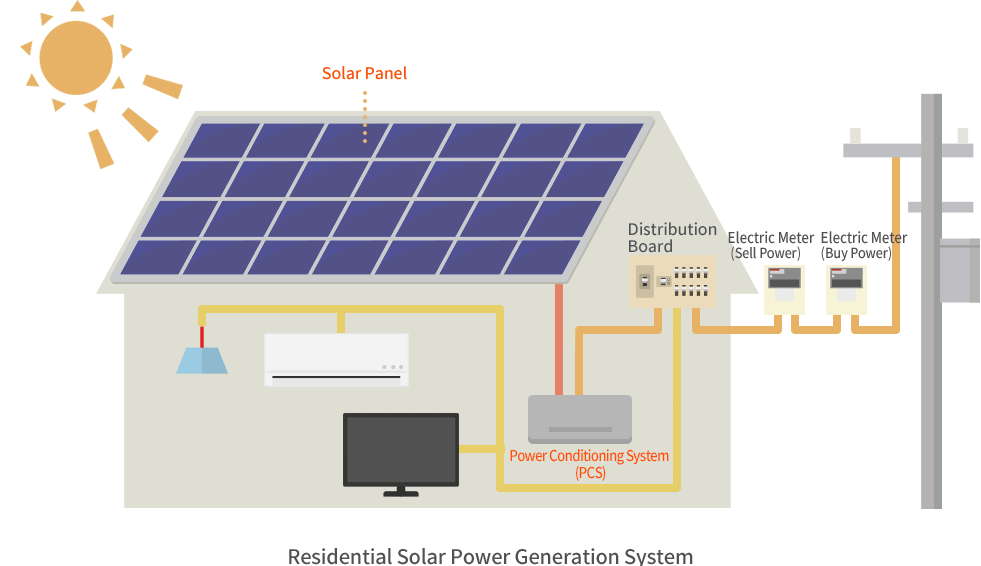 Solar Panel
Distribution
Board
Electric Meter
(Sell Power)
Electric Meter
(Buy Power)
Power Conditioning System
(PCS)
Residential Solar Power Generation System